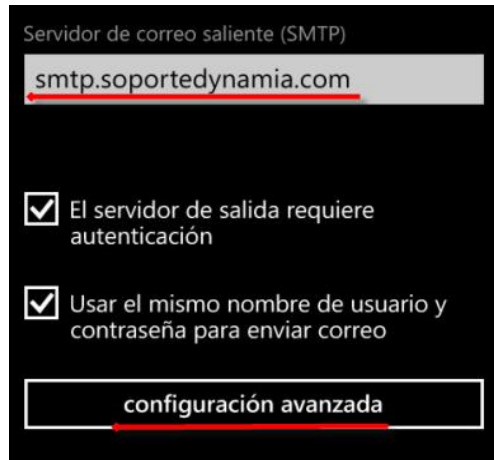 Servidor de correo saliente (SMTP)
smtp.soportedynamia.com
El servidor de salida requiere
autenticación
Usar el mismo nombre de usuario y
contraseña para enviar correo
configuración avanzada